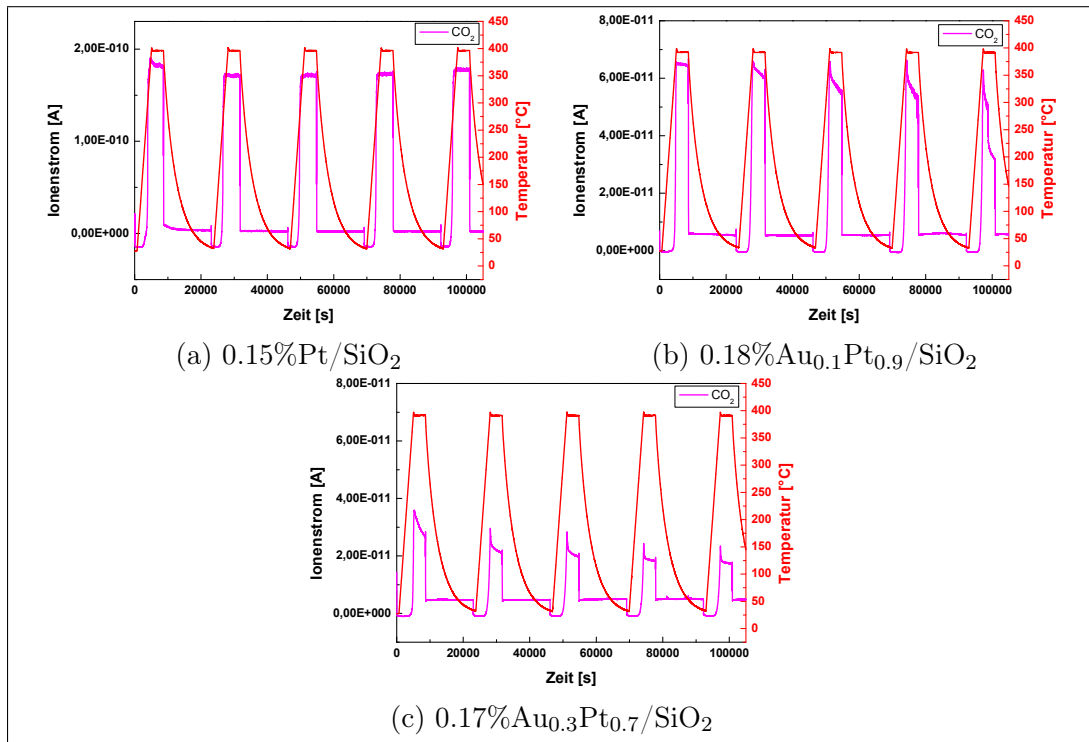 CO₂
2,00E-010
1,00E-010
0,00E+000
Ionenstrom [A]
450
400
350
300
250
200
150
100
50
0
Temperatur [°C]
0 20000 40000 60000 80000 100000
Zeit [s]
(a) 0.15%Pt/SiO₂
CO₂
8,00E-011
6,00E-011
4,00E-011
2,00E-011
0,00E+000
Ionenstrom [A]
450
400
350
300
250
200
150
100
50
0
Temperatur [°C]
0 20000 40000 60000 80000 100000
Zeit [s]
(b) 0.18%Au₀.₁Pt₀.₉/SiO₂
CO₂
8,00E-011
6,00E-011
4,00E-011
2,00E-011
0,00E+000
Ionenstrom [A]
450
400
350
300
250
200
150
100
50
0
Temperatur [°C]
0 20000 40000 60000 80000 100000
Zeit [s]
(c) 0.17%Au₀.₃Pt₀.₇/SiO₂